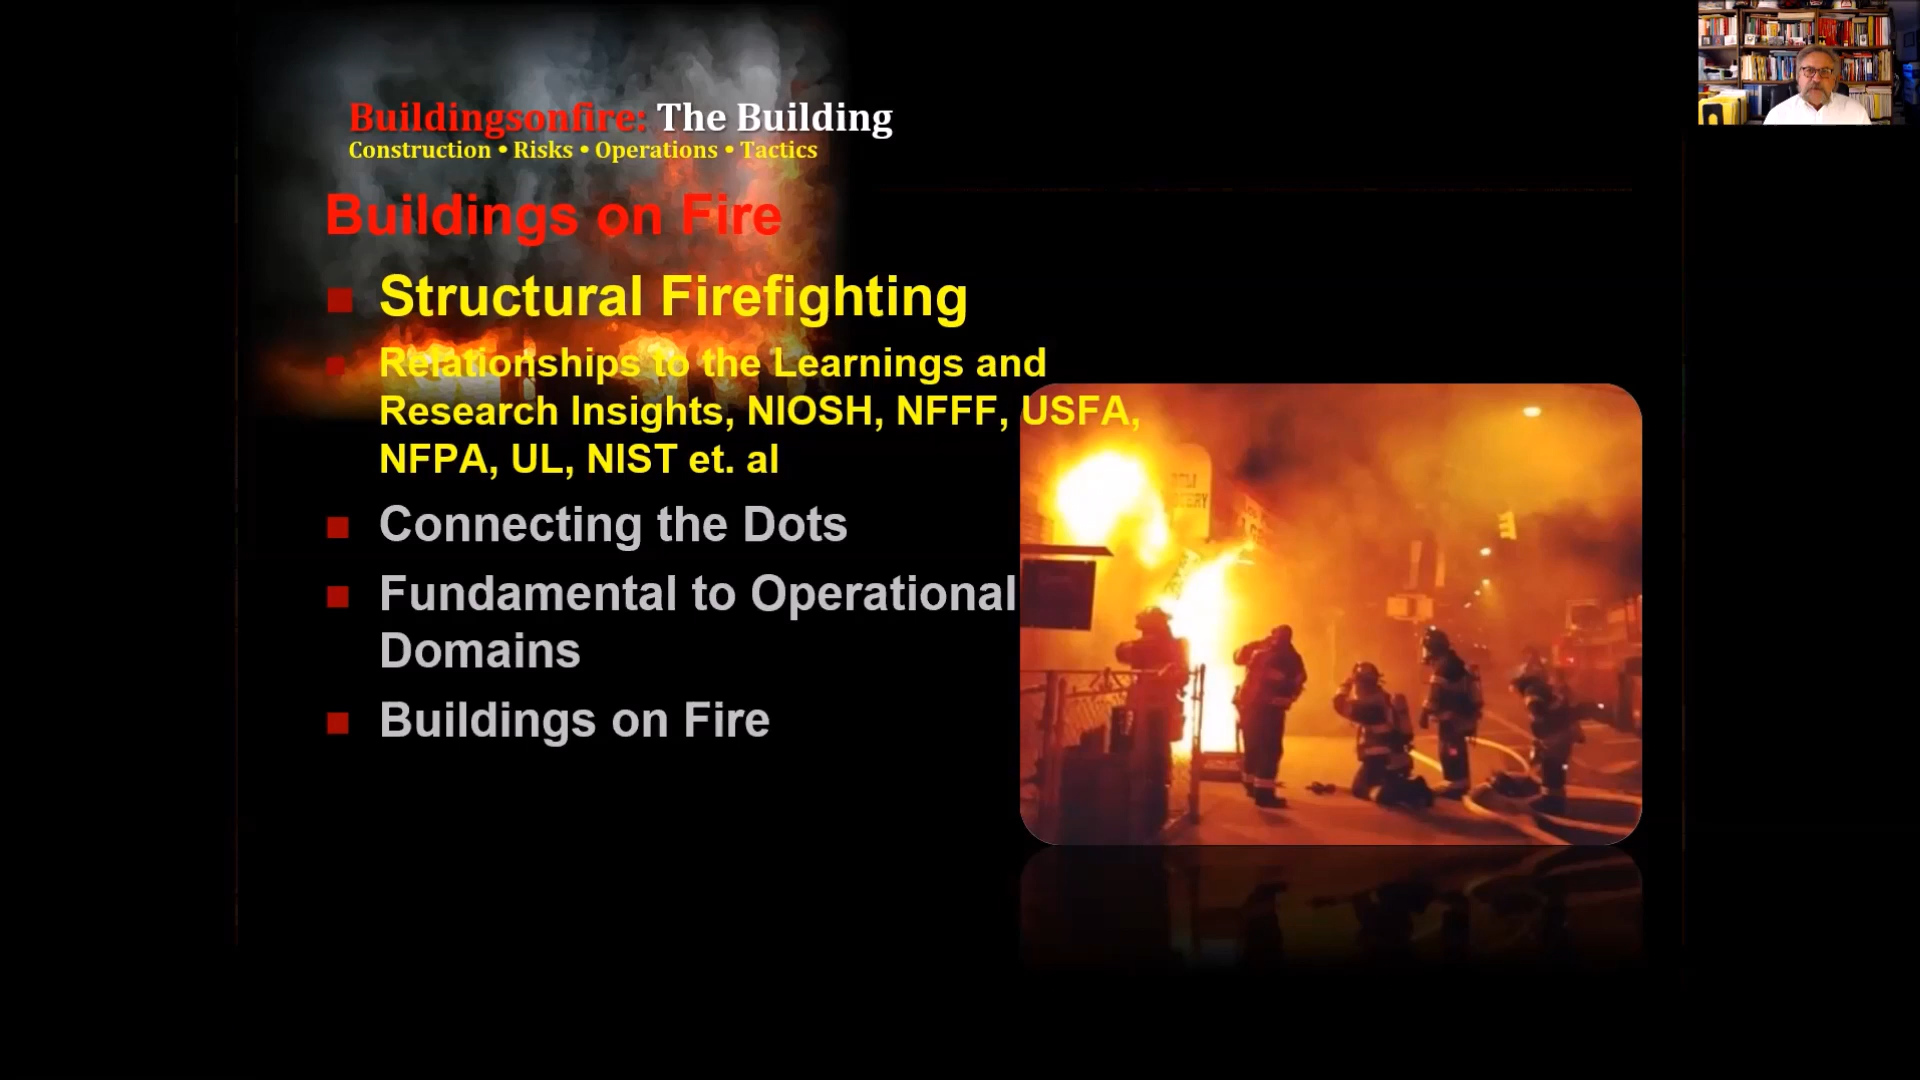 Buildingsonfire: The Building
Construction • Risks • Operations • Tactics
Buildings on Fire
Structural Firefighting
Relationships to the Learnings and
Research Insights, NIOSH, NFFF, USFA,
NFPA, UL, NIST et. al
Connecting the Dots
Fundamental to Operational
Domains
Buildings on Fire